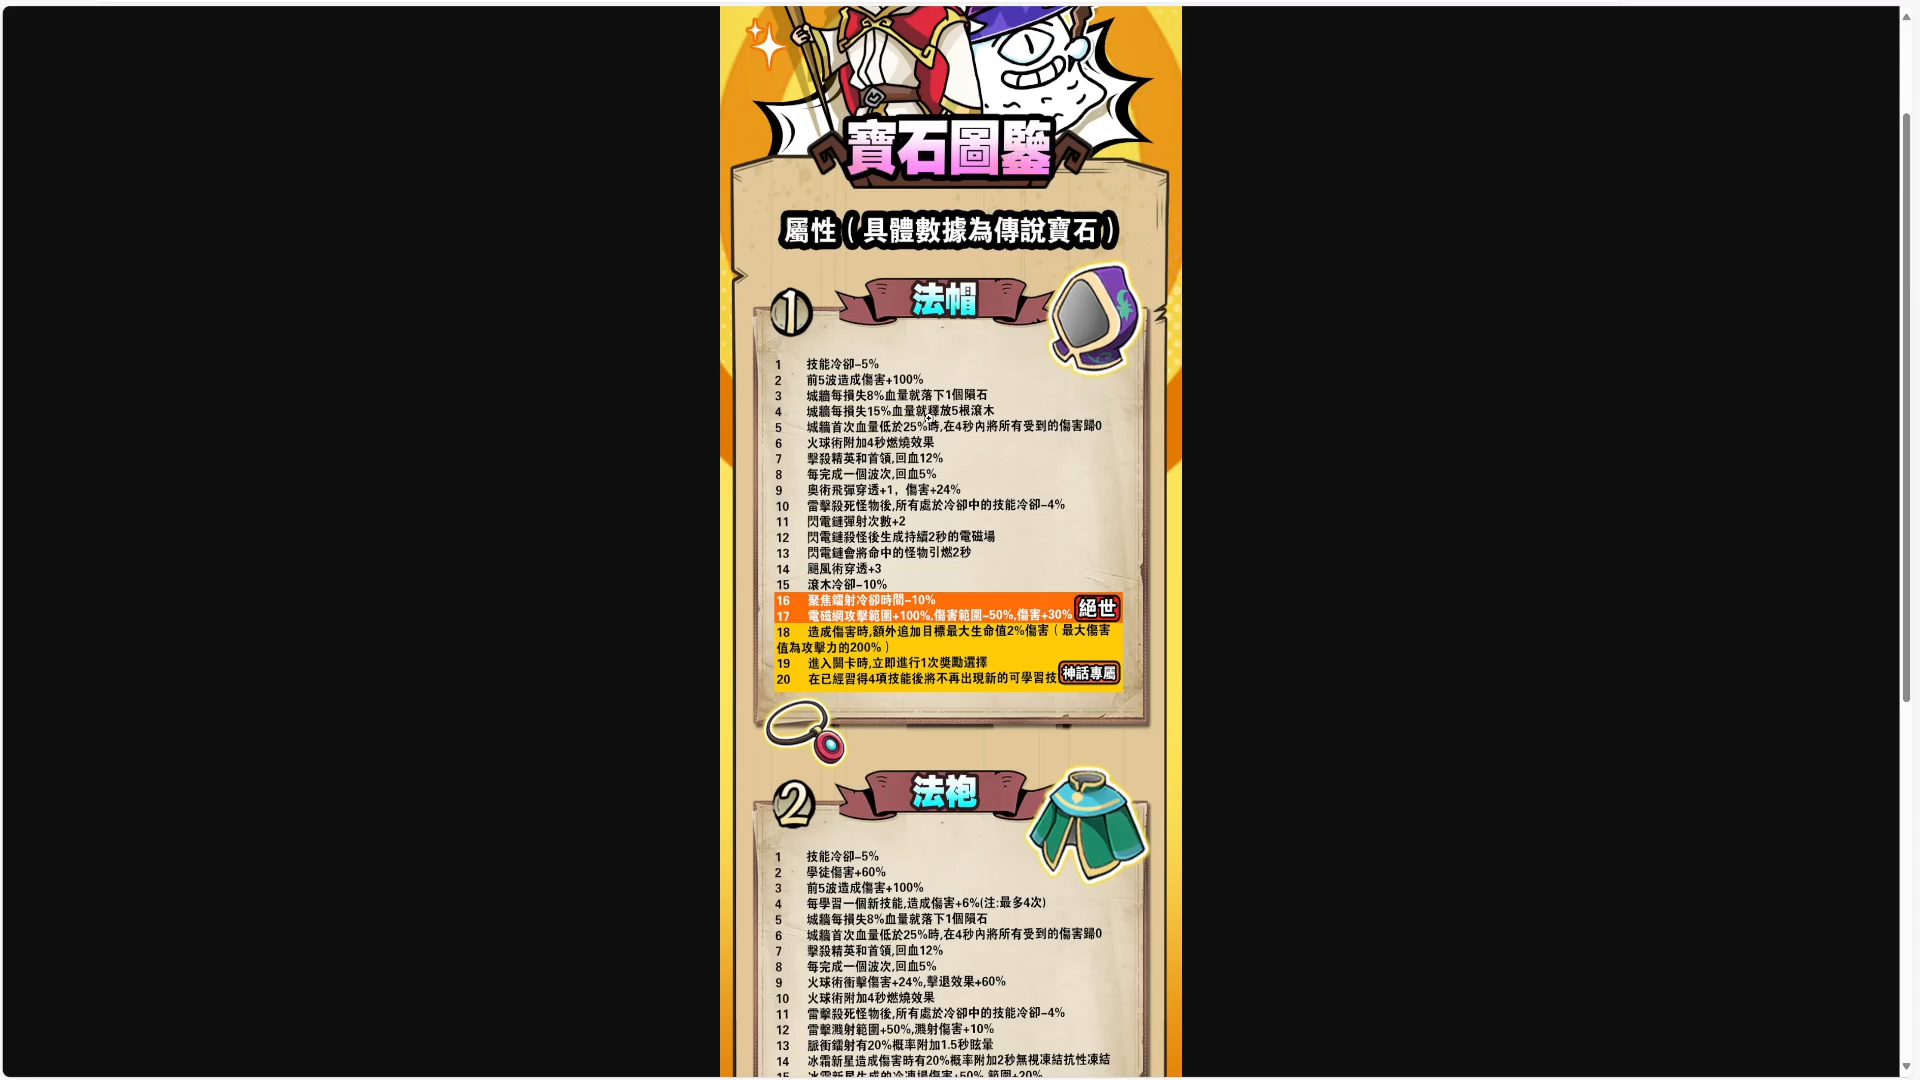 寶石圖鑒
屬性（具體數據為傳說寶石）
1 法帽
1 技能冷卻-5%
2 前5波造成傷害+100%
3 城牆每損失8%血量就落下1個隕石
4 城牆每損失15%血量就釋放5根滾木
5 城牆首次血量低於25%時,在4秒內將所有受到的傷害歸0
6 火球術附加4秒燃燒效果
7 擊殺精英和首領,回血12%
8 每完成一個波次,回血5%
9 奧術飛彈穿透+1，傷害+24%
10 雷擊殺死怪物後,所有處於冷卻中的技能冷卻-4%
11 閃電鏈彈射次數+2
12 閃電鏈殺怪後生成持續2秒的電磁場
13 閃電鏈會將命中的怪物引燃2秒
14 颶風術穿透+3
15 滾木冷卻-10%
16 聚焦鐳射冷卻時間-10%
17 電磁網攻擊範圍+100%,傷害範圍-50%,傷害+30%
絕世
18 造成傷害時,額外追加目標最大生命值2%傷害（最大傷害
值為攻擊力的200%）
19 進入關卡時,立即進行1次獎勵選擇
20 在已經習得4項技能後將不再出現新的可學習技
神話專屬
2 法袍
1 技能冷卻-5%
2 學徒傷害+60%
3 前5波造成傷害+100%
4 每學習一個新技能,造成傷害+6%(注:最多4次)
5 城牆每損失8%血量就落下1個隕石
6 城牆首次血量低於25%時,在4秒內將所有受到的傷害歸0
7 擊殺精英和首領,回血12%
8 每完成一個波次,回血5%
9 火球術衝擊傷害+24%,擊退效果+60%
10 火球術附加4秒燃燒效果
11 雷擊殺死怪物後,所有處於冷卻中的技能冷卻-4%
12 雷擊濺射範圍+50%,濺射傷害+10%
13 脈衝鐳射有20%概率附加1.5秒眩暈
14 冰霜新星造成傷害時有20%概率附加2秒無視凍結抗性凍結
15 冰霜新星生成的冷凍場傷害+50%,範圍+20%